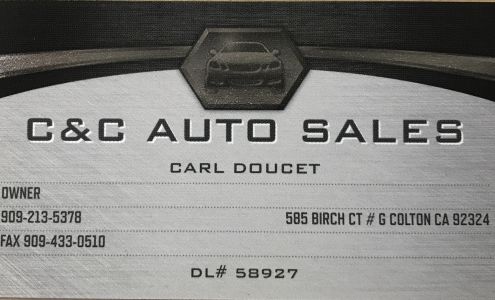 C&C AUTO SALES
CARL DOUCET
OWNER
909-213-5378
585 BIRCH CT # G COLTON CA 92324
FAX 909-433-0510
DL# 58927